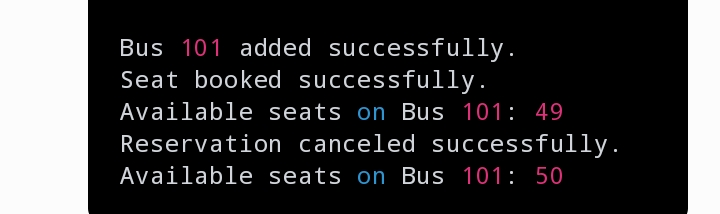 Bus 101 added successfully.
Seat booked successfully.
Available seats on Bus 101: 49
Reservation canceled successfully.
Available seats on Bus 101: 50